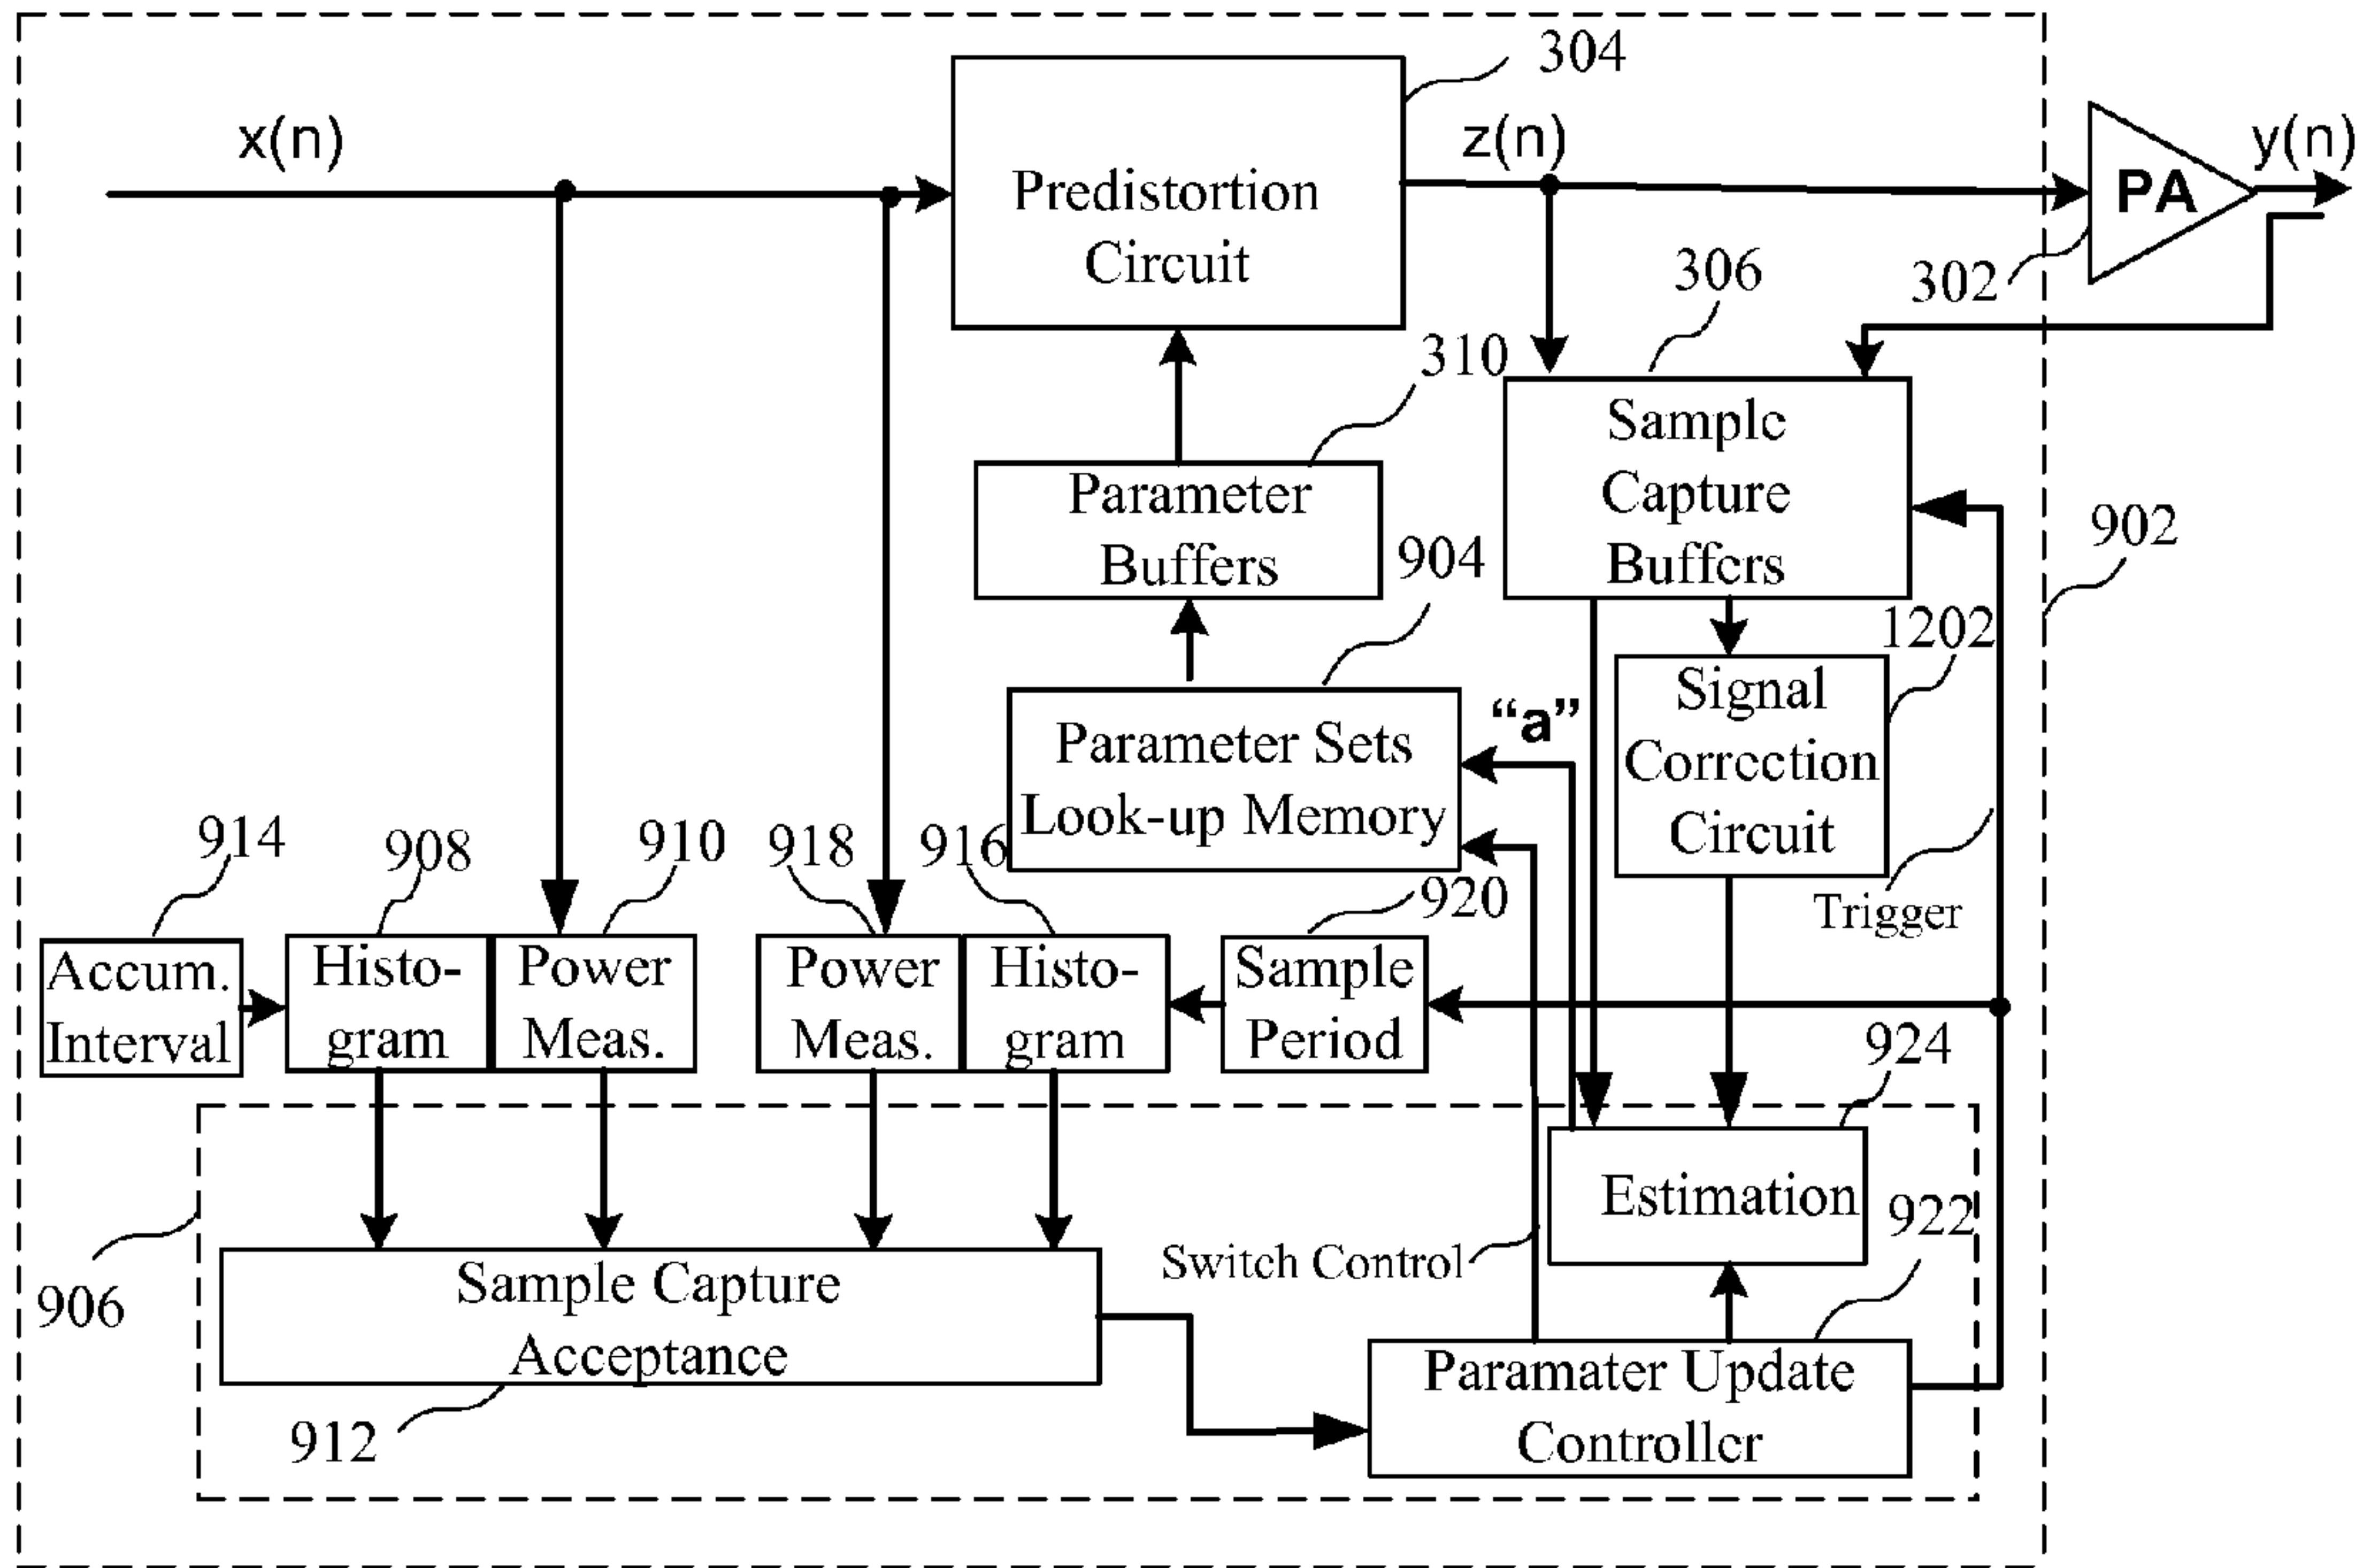 304
x(n)
z(n)
y(n)
PA
Predistortion
Circuit
302
306
310
Sample
Capture
Buffers
Parameter
Buffers
902
904
1202
Signal
Correction
Circuit
"a"
Parameter Sets
Look-up Memory
914
908
910
918
916
920
Trigger
Accum.
Interval
Histo-
gram
Power
Meas.
Power
Meas.
Histo-
gram
Sample
Period
924
Estimation
922
Switch Control
906
Sample Capture
Acceptance
912
Paramater Update
Controller